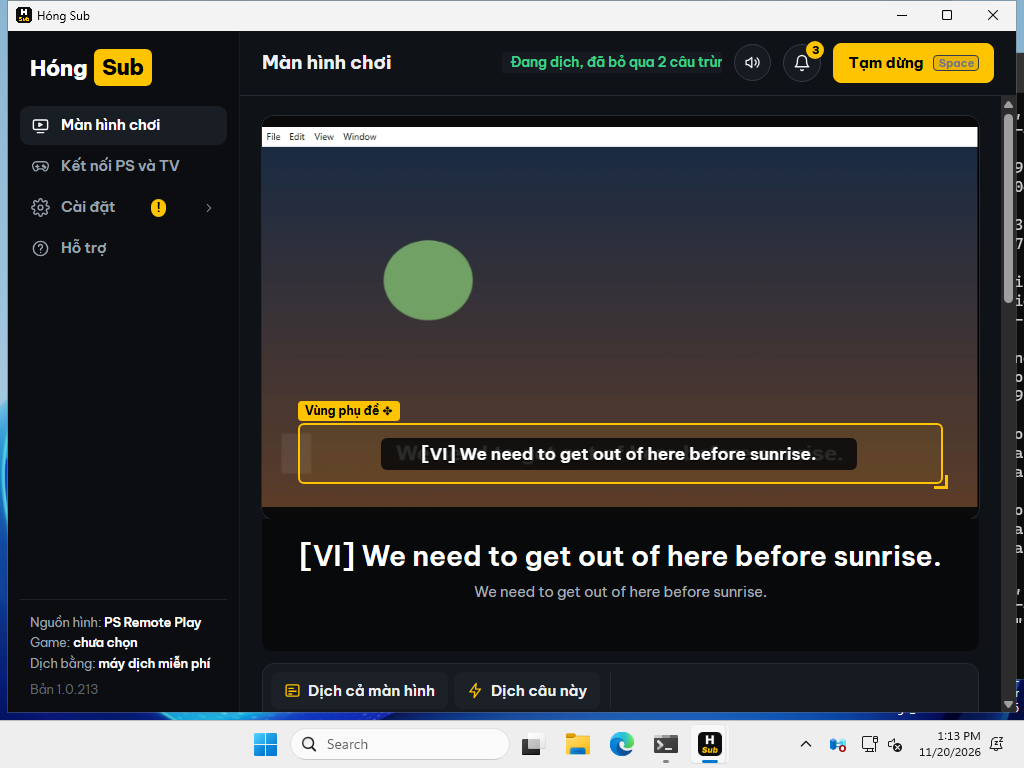 Hóng Sub
Hóng Sub
Màn hình chơi
Kết nối PS và TV
Cài đặt !
Hỗ trợ
Nguồn hình: PS Remote Play
Game: chưa chọn
Dịch bằng: máy dịch miễn phí
Bản 1.0.213
Màn hình chơi
Đang dịch, đã bỏ qua 2 câu trùn
3
Tạm dừng Space
File Edit View Window
Vùng phụ đề
[VI] We need to get out of here before sunrise.
[VI] We need to get out of here before sunrise.
We need to get out of here before sunrise.
Dịch cả màn hình
Dịch câu này
Search
H Sub
1:13 PM
11/20/2026